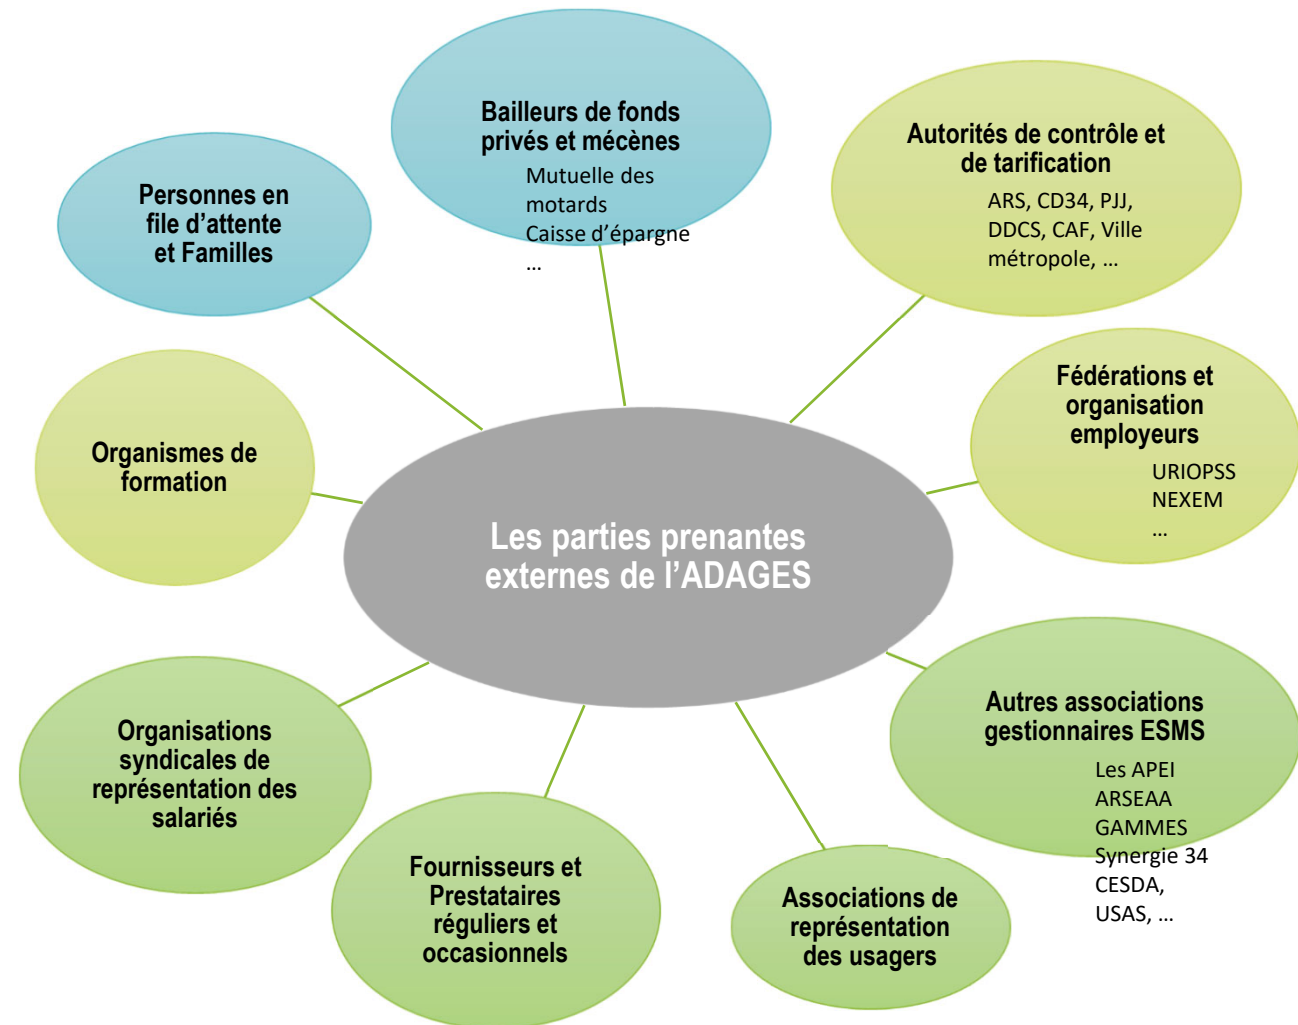 Bailleurs de fonds
privés et mécènes
Mutuelle des
motards
Caisse d’épargne
…
Autorités de contrôle et
de tarification
ARS, CD34, PJJ,
DDCS, CAF, Ville
métropole, …
Personnes en
file d’attente
et Familles
Fédérations et
organisation
employeurs
URIOPSS
NEXEM
…
Organismes de
formation
Les parties prenantes
externes de l’ADAGES
Autres associations
gestionnaires ESMS
Les APEI
ARSEAA
GAMMES
Synergie 34
CESDA,
USAS, …
Organisations
syndicales de
représentation des
salariés
Fournisseurs et
Prestataires
réguliers et
occasionnels
Associations de
représentation
des usagers